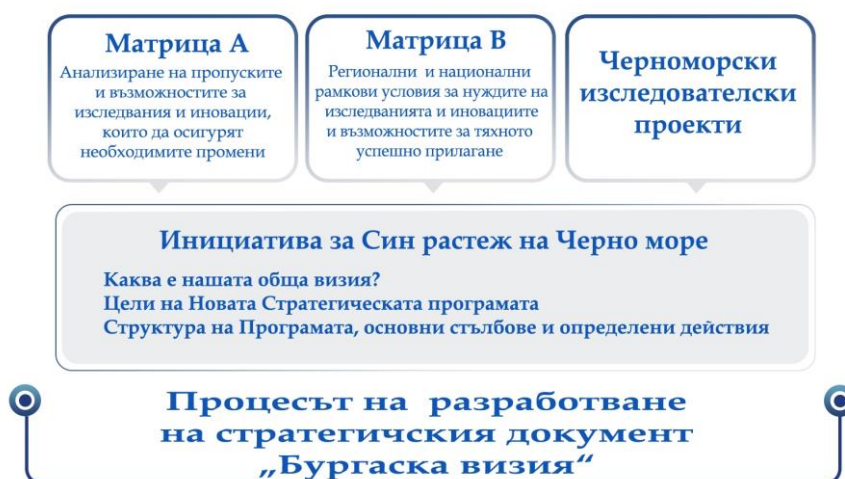 Матрица А
Анализиране на пропуските
и възможностите за
изследвания и иновации,
които да осигурят
необходимите промени
Матрица В
Регионални и национални
рамкови условия за нуждите на
изследванията и иновациите
и възможностите за тяхното
успешно прилагане
Черноморски
изследователски
проекти
Инициатива за Син растеж на Черно море
Каква е нашата обща визия?
Цели на Новата Стратегическата програмата
Структура на Програмата, основни стълбове и определени действия
Процесът на разработване
на стратегичския документ
„Бургаска визия“